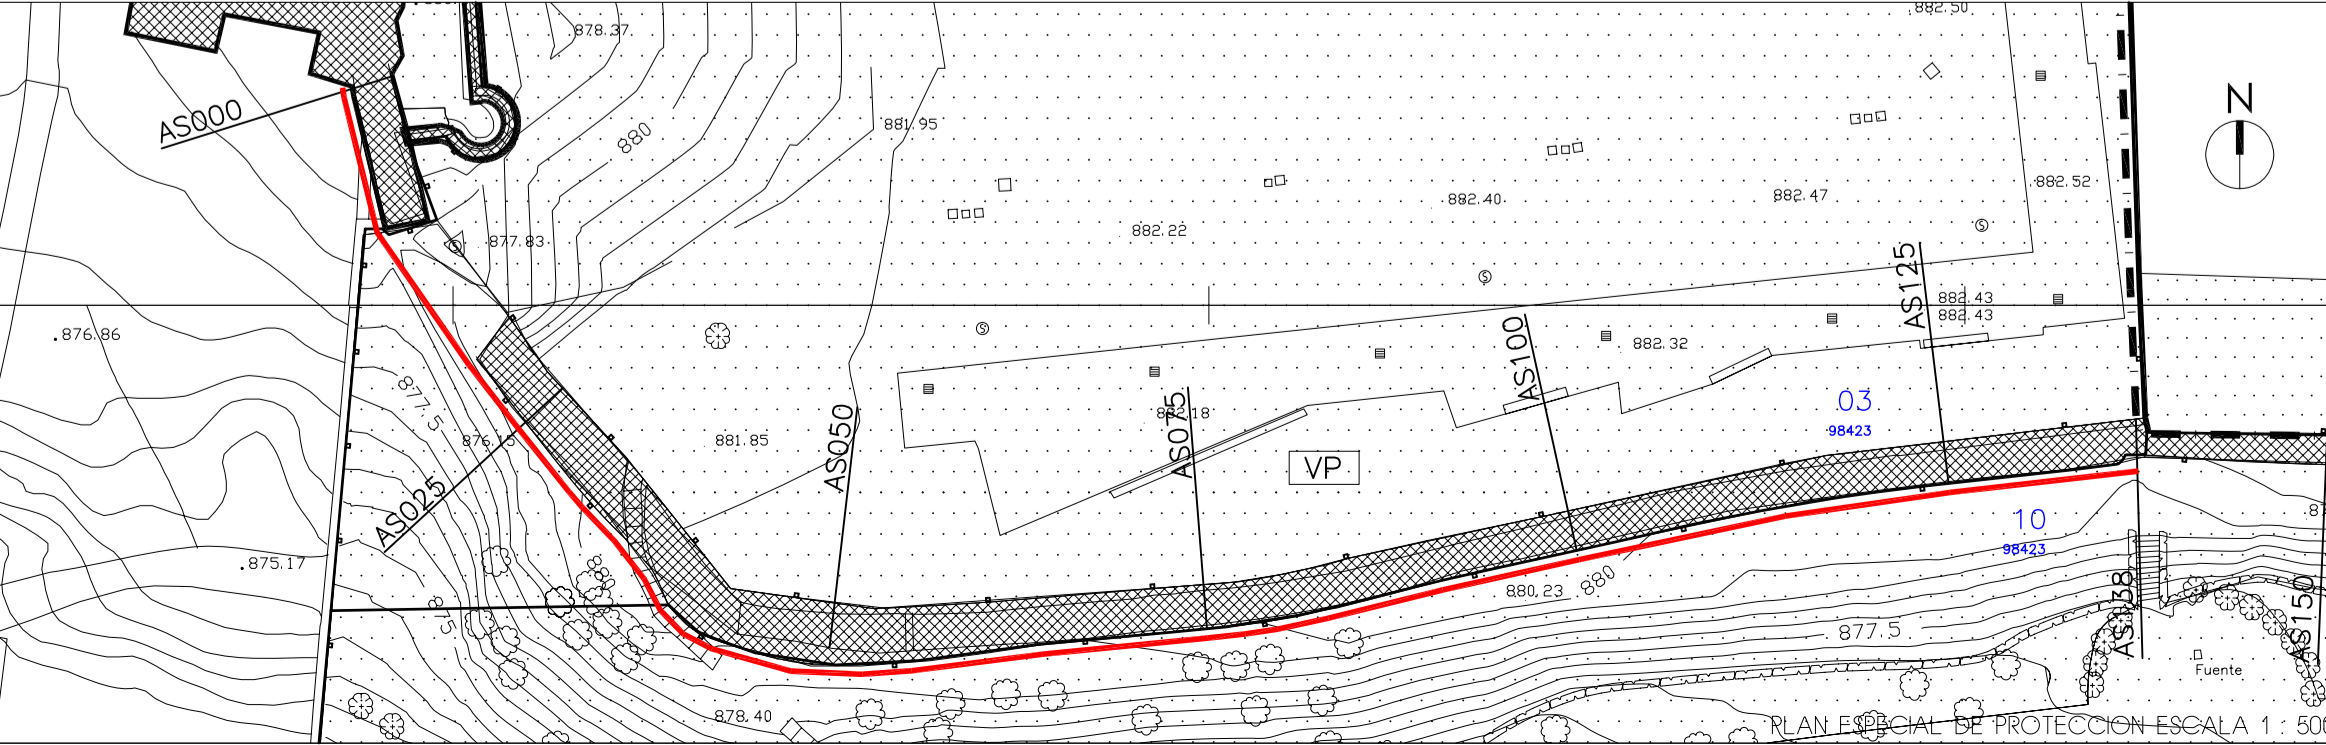 882.50
878.37
N
AS000
880
881.95
882.52
882.47
882.40
882.22
877.83
S
S
S
S
AS125
882.43
882.43
876.86
AS100
882.32
877.5
03
98423
882.18
AS075
AS050
881.85
876.15
VP
AS025
10
98423
875.17
880
880.23
875
877.5
AS138
AS150
Fuente
878.40
PLAN ESPECIAL DE PROTECCION ESCALA 1 : 500